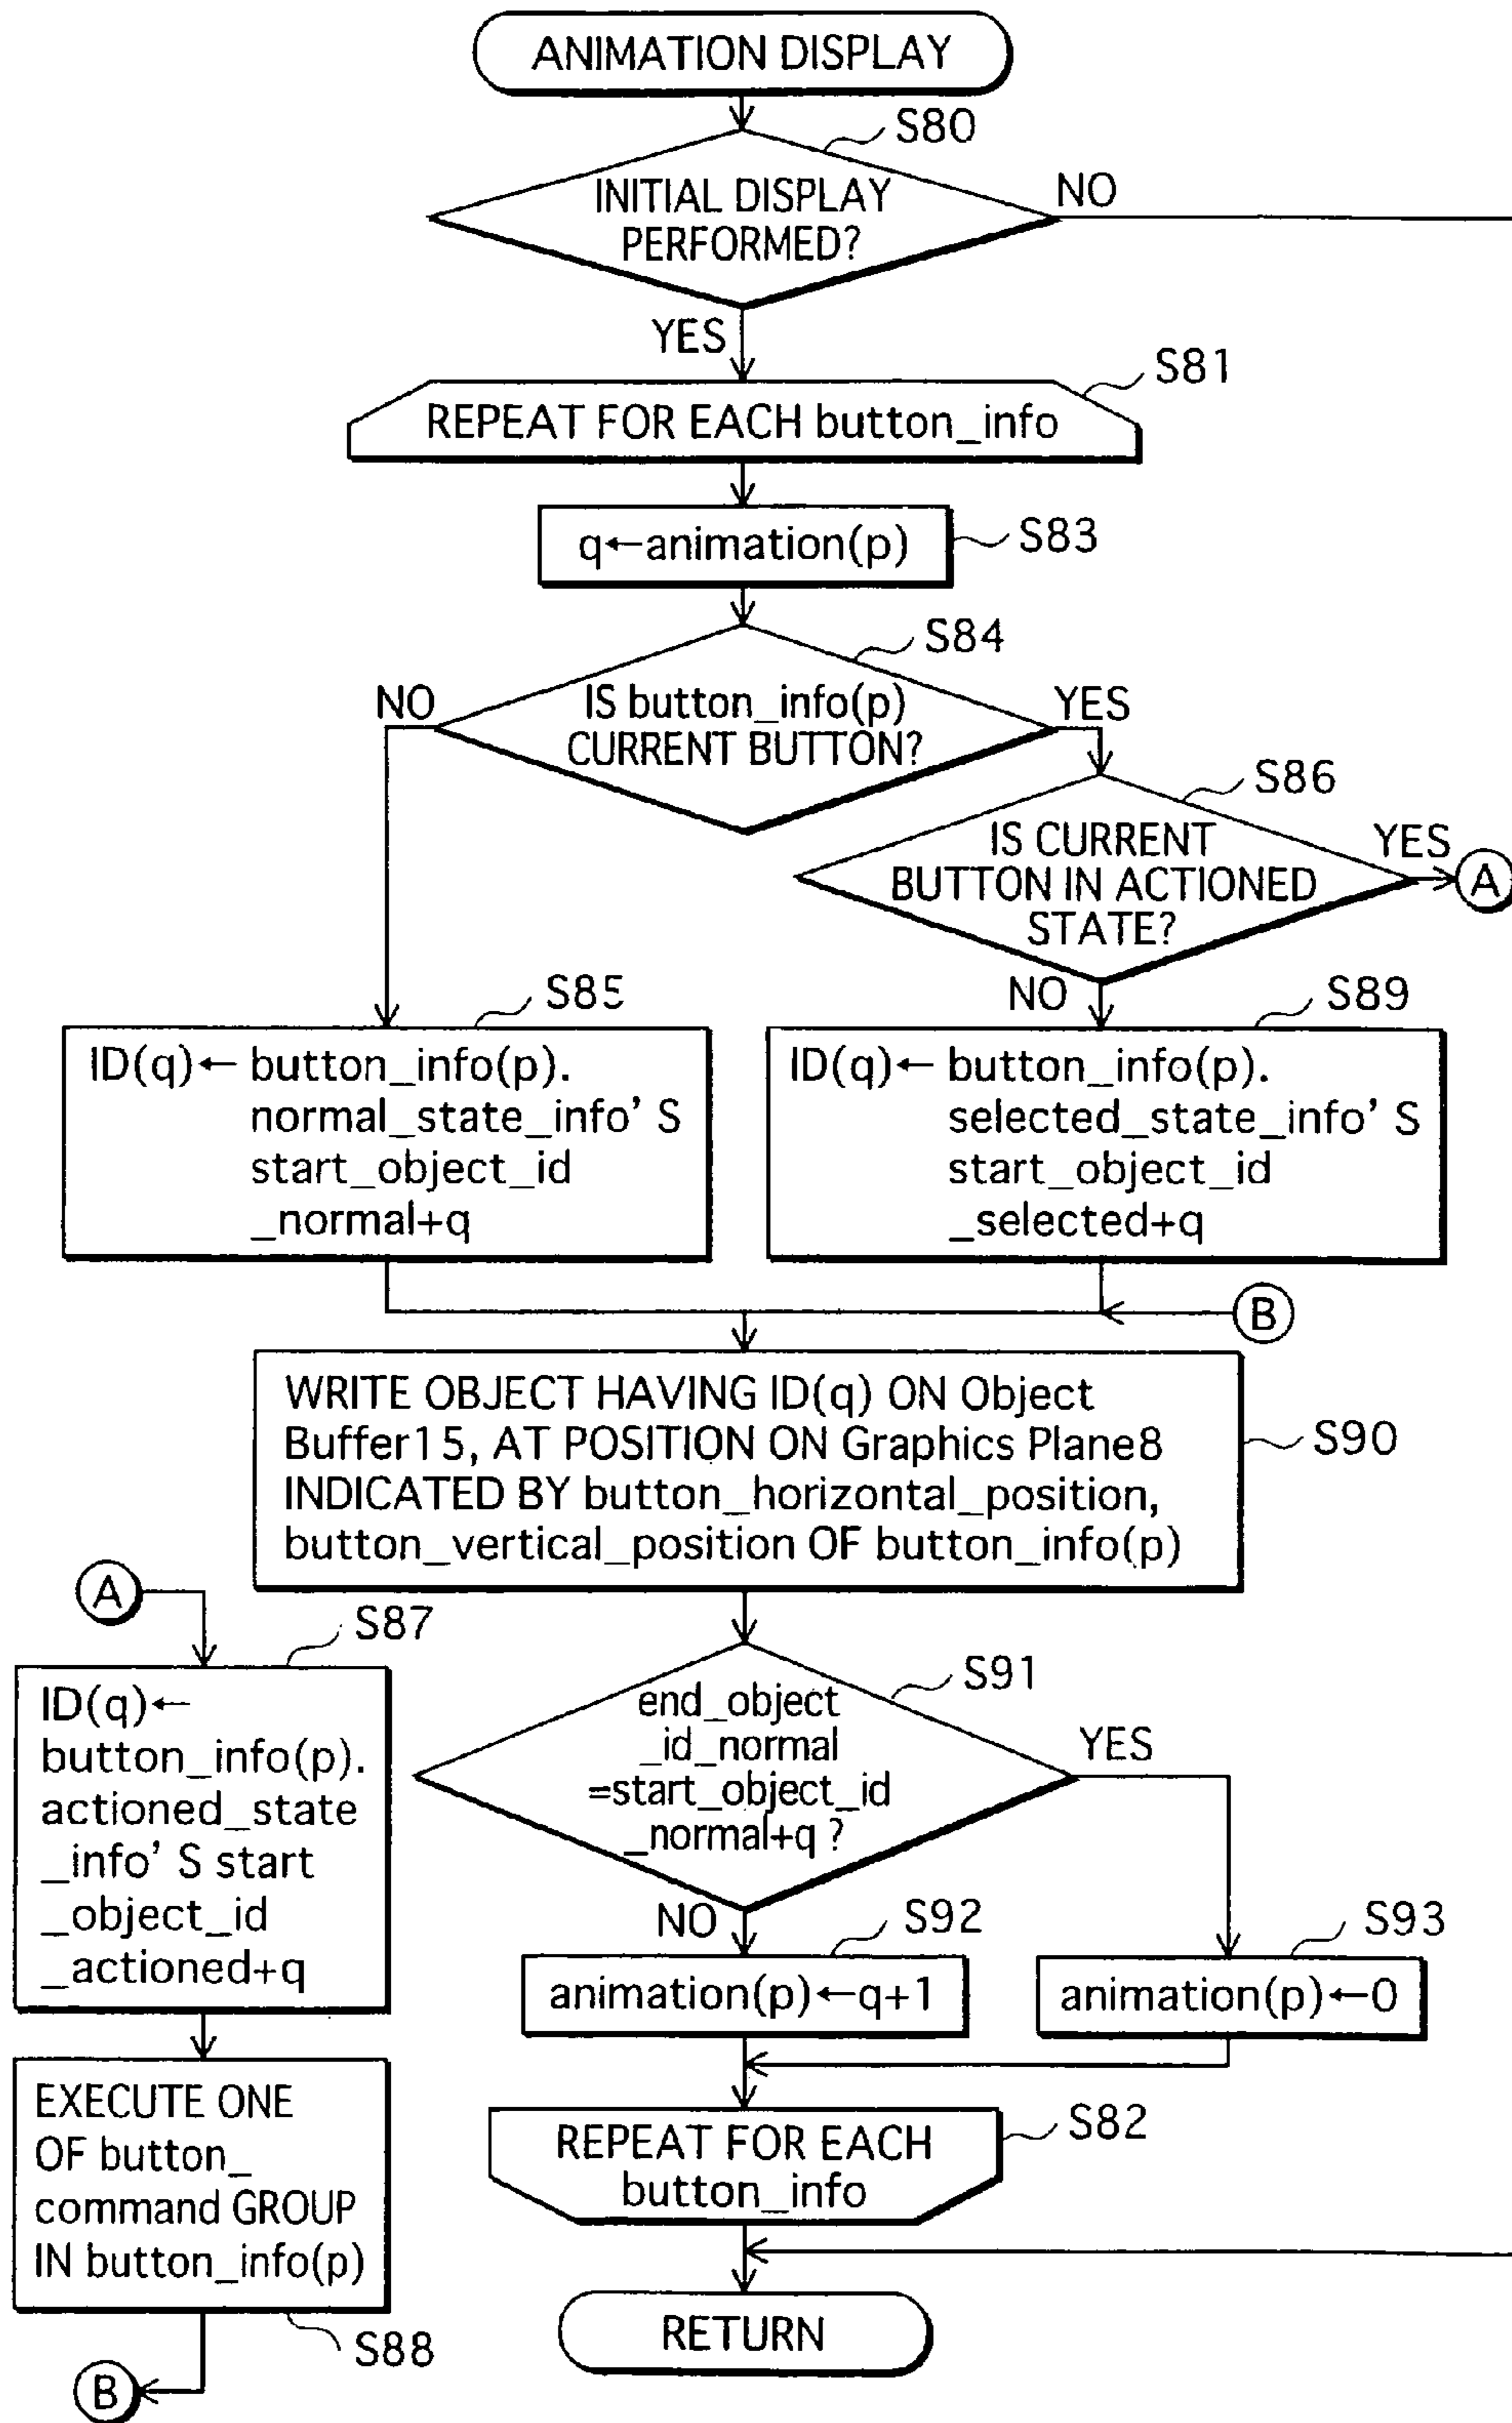 ANIMATION DISPLAY
S80
INITIAL DISPLAY
PERFORMED?
NO
YES
S81
REPEAT FOR EACH button_info
q←animation(p)
S83
S84
NO
IS button_info(p)
CURRENT BUTTON?
YES
S86
IS CURRENT
BUTTON IN ACTIONED
STATE?
YES
A
NO
S85
ID(q)← button_info(p).
normal_state_info' S
start_object_id
_normal+q
S89
ID(q)← button_info(p).
selected_state_info' S
start_object_id
_selected+q
B
WRITE OBJECT HAVING ID(q) ON Object
Buffer15, AT POSITION ON Graphics Plane8
INDICATED BY button_horizontal_position,
button_vertical_position OF button_info(p)
S90
A
S87
ID(q)←
button_info(p).
actioned_state
_info' S start
_object_id
_actioned+q
EXECUTE ONE
OF button_
command GROUP
IN button_info(p)
S88
B
S91
end_object
_id_normal
=start_object_id
_normal+q ?
YES
NO
S92
animation(p)←q+1
S93
animation(p)←0
S82
REPEAT FOR EACH
button_info
RETURN